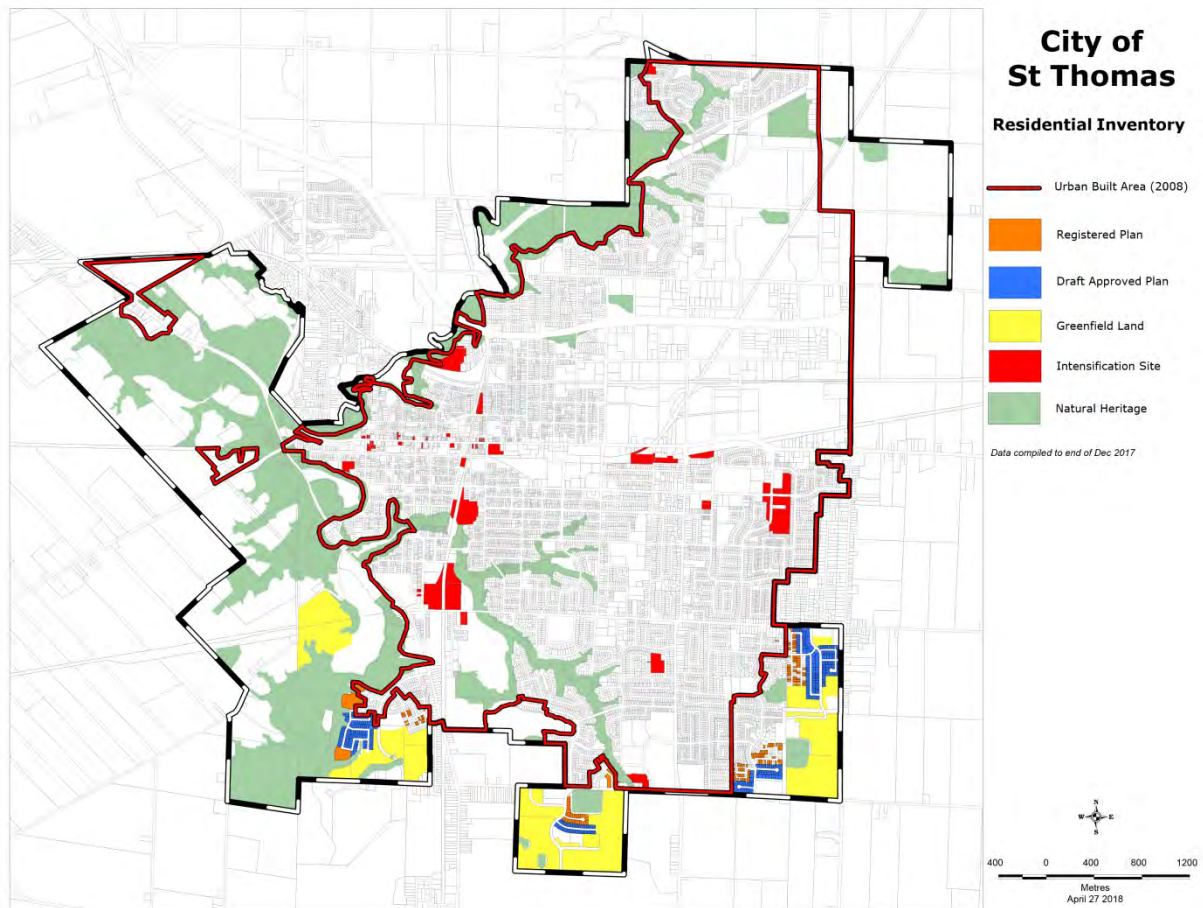 City of
St Thomas
Residential Inventory
Urban Built Area (2008)
Registered Plan
Draft Approved Plan
Greenfield Land
Intensification Site
Natural Heritage
Data compiled to end of Dec 2017
N
W E
S
400 0 400 800 1200
Metres
April 27 2018